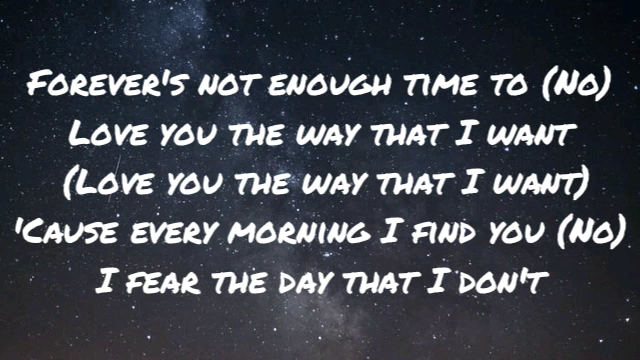 Forever's not enough time to (No)
Love you the way that I want
(Love you the way that I want)
'Cause every morning I find you (No)
I fear the day that I don't